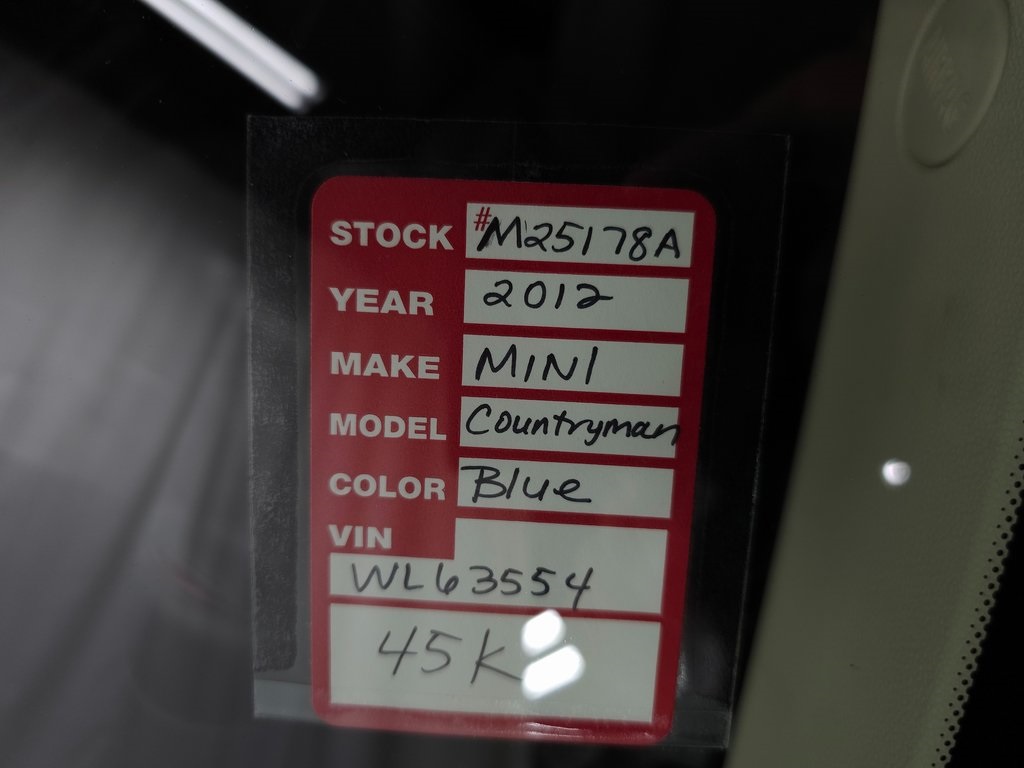 STOCK #M25178A
YEAR 2012
MAKE MINI
MODEL Countryman
COLOR Blue
VIN
WL63554
45K